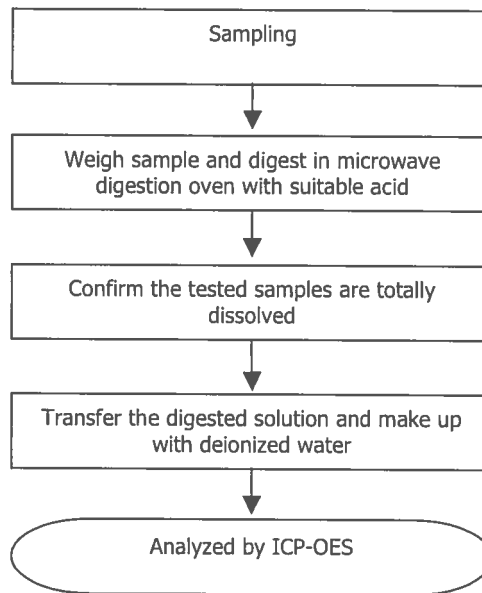 Sampling
Weigh sample and digest in microwave
digestion oven with suitable acid
Confirm the tested samples are totally
dissolved
Transfer the digested solution and make up
with deionized water
Analyzed by ICP-OES